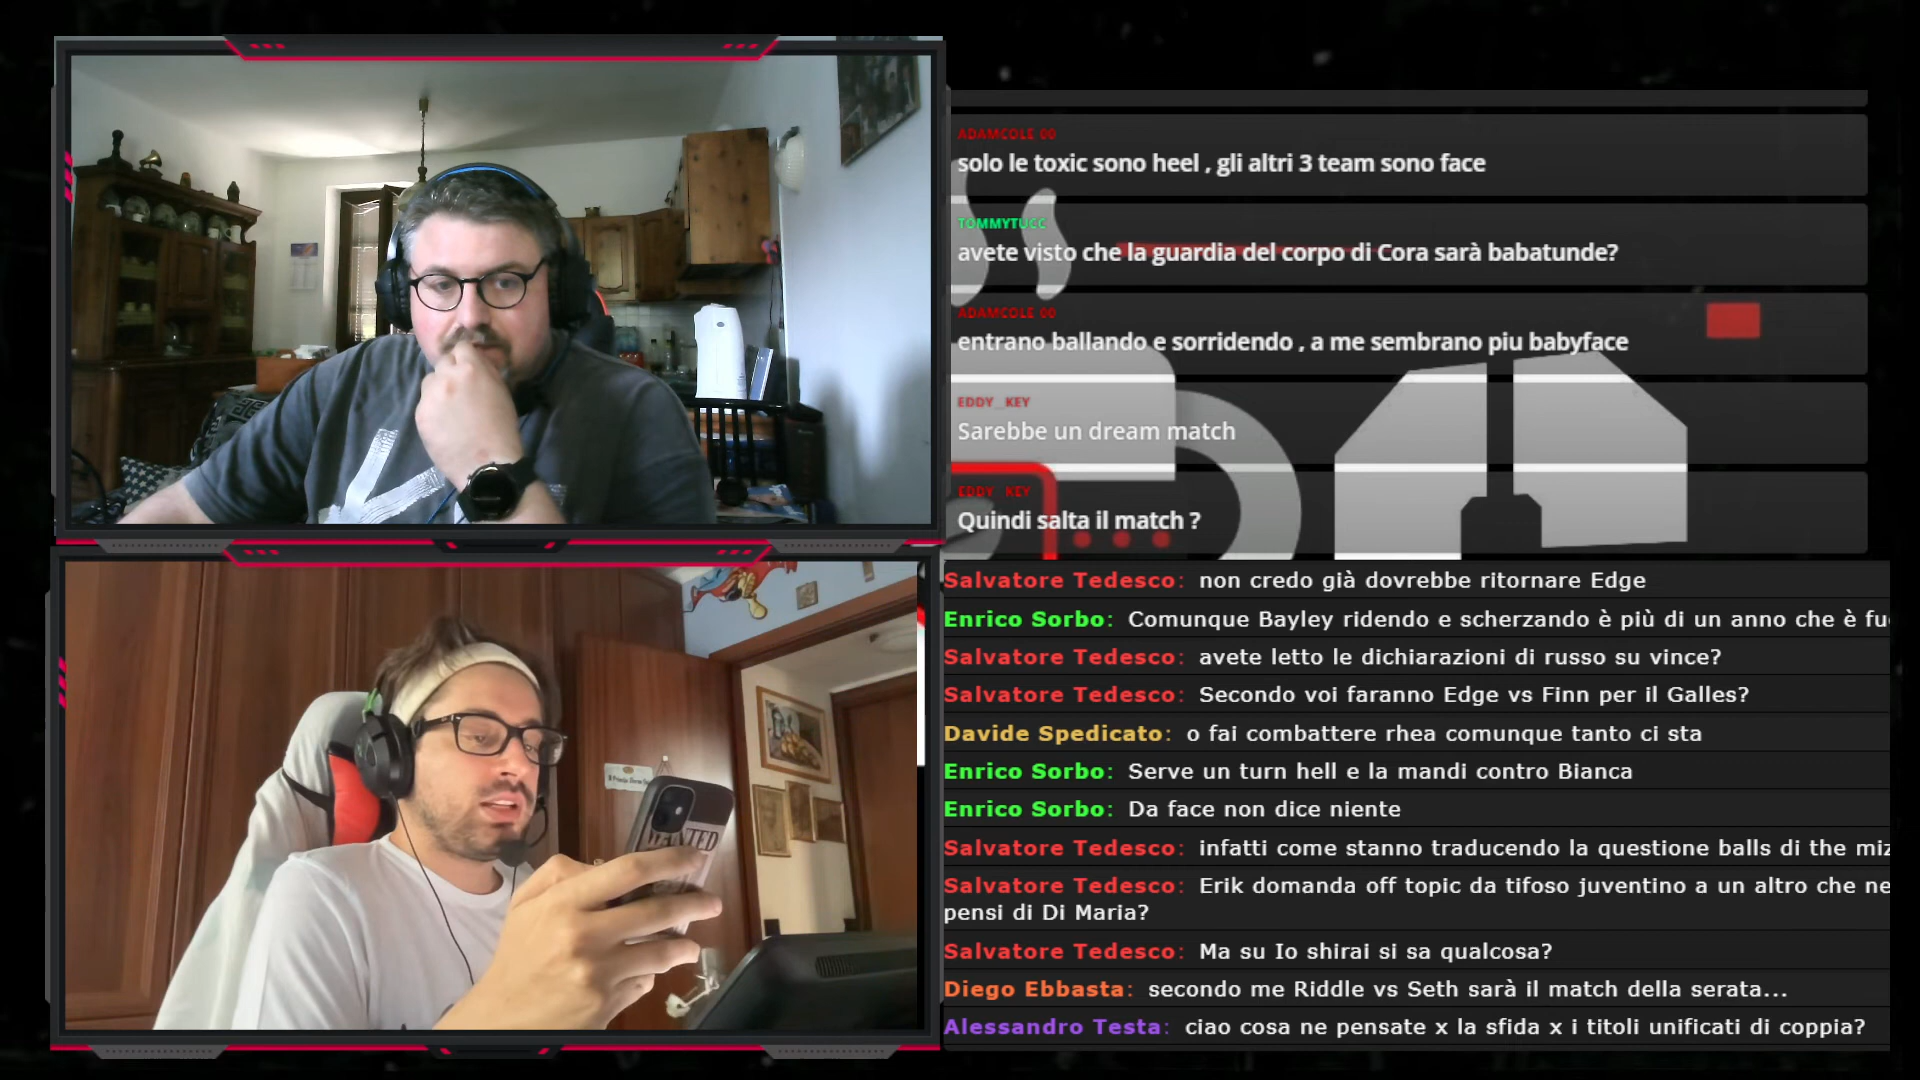 ADAMCOLE 00
solo le toxic sono heel , gli altri 3 team sono face
TOMMYTUCC
avete visto che la guardia del corpo di Cora sarà babatunde?
ADAMCOLE 00
entrano ballando e sorridendo , a me sembrano piu babyface
EDDY_KEY
Sarebbe un dream match
EDDY_KEY
Quindi salta il match ?
Salvatore Tedesco: non credo già dovrebbe ritornare Edge
Enrico Sorbo: Comunque Bayley ridendo e scherzando è più di un anno che è fu
Salvatore Tedesco: avete letto le dichiarazioni di russo su vince?
Salvatore Tedesco: Secondo voi faranno Edge vs Finn per il Galles?
Davide Spedicato: o fai combattere rhea comunque tanto ci sta
Enrico Sorbo: Serve un turn hell e la mandi contro Bianca
Enrico Sorbo: Da face non dice niente
Salvatore Tedesco: infatti come stanno traducendo la questione balls di the miz
Salvatore Tedesco: Erik domanda off topic da tifoso juventino a un altro che ne
pensi di Di Maria?
Salvatore Tedesco: Ma su Io shirai si sa qualcosa?
Diego Ebbasta: secondo me Riddle vs Seth sarà il match della serata...
Alessandro Testa: ciao cosa ne pensate x la sfida x i titoli unificati di coppia?